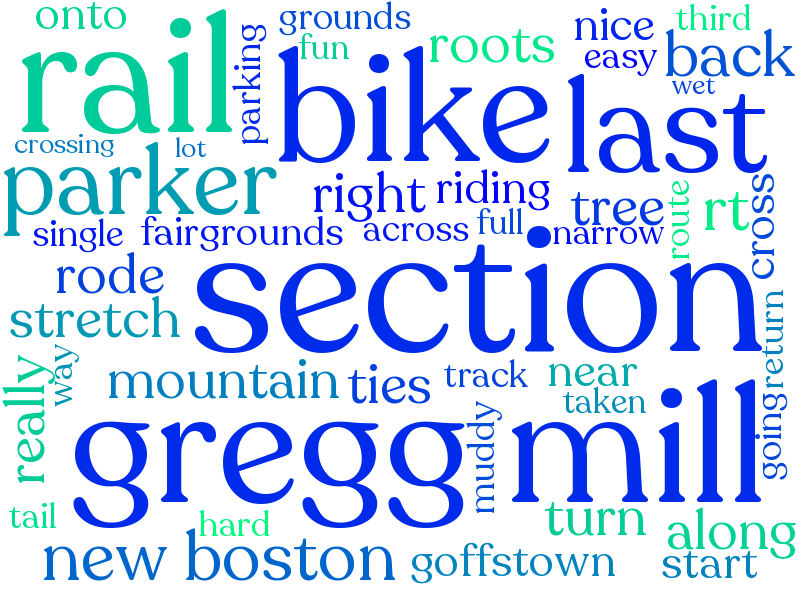 onto
grounds
nice
third
rail
parking
fun
bike
roots
easy
back
wet
last
crossing
lot
parker
right
riding
tree
route
rt
cross
single
fairgrounds
across
full
narrow
rode
section
stretch
return
really
way
mountain
ties
track
near
taken
going
gregg
muddy
mill
tail
hard
turn
along
new boston
goffstown
start